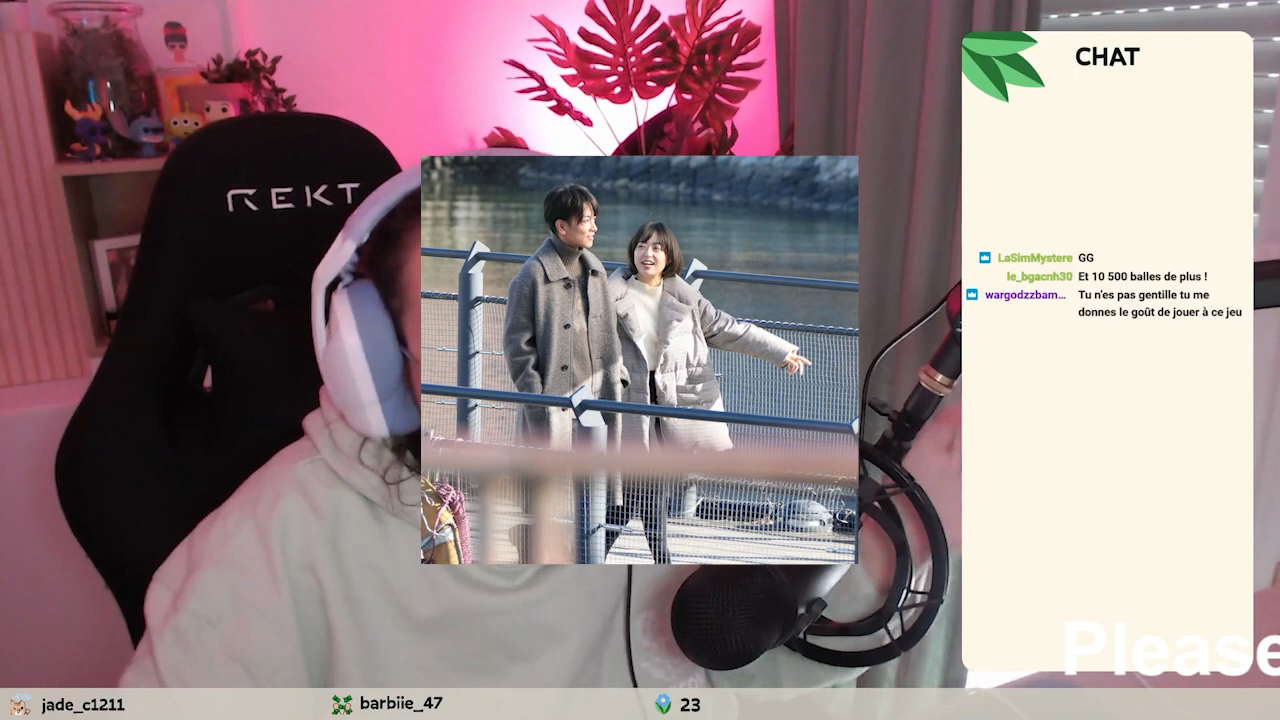 REKT
CHAT
LaSimMystere GG
le_bgacnh30 Et 10 500 balles de plus !
wargodzzbam... Tu n'es pas gentille tu me
donnes le goût de jouer à ce jeu
Please
jade_c1211
barbiie_47
23